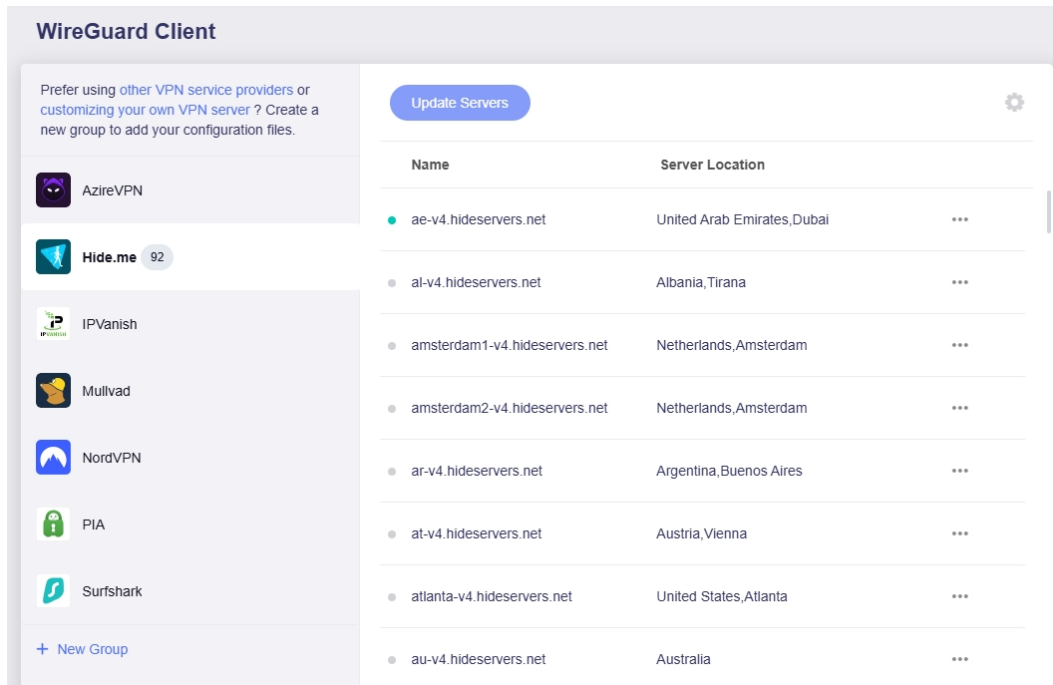 WireGuard Client
Prefer using other VPN service providers or
customizing your own VPN server ? Create a
new group to add your configuration files.
AzireVPN
Hide.me 92
IPVANISH
IPVanish
Mullvad
NordVPN
PIA
Surfshark
+ New Group
Update Servers
Name Server Location
ae-v4.hideservers.net United Arab Emirates,Dubai
al-v4.hideservers.net Albania,Tirana
amsterdam1-v4.hideservers.net Netherlands,Amsterdam
amsterdam2-v4.hideservers.net Netherlands,Amsterdam
ar-v4.hideservers.net Argentina,Buenos Aires
at-v4.hideservers.net Austria,Vienna
atlanta-v4.hideservers.net United States,Atlanta
au-v4.hideservers.net Australia